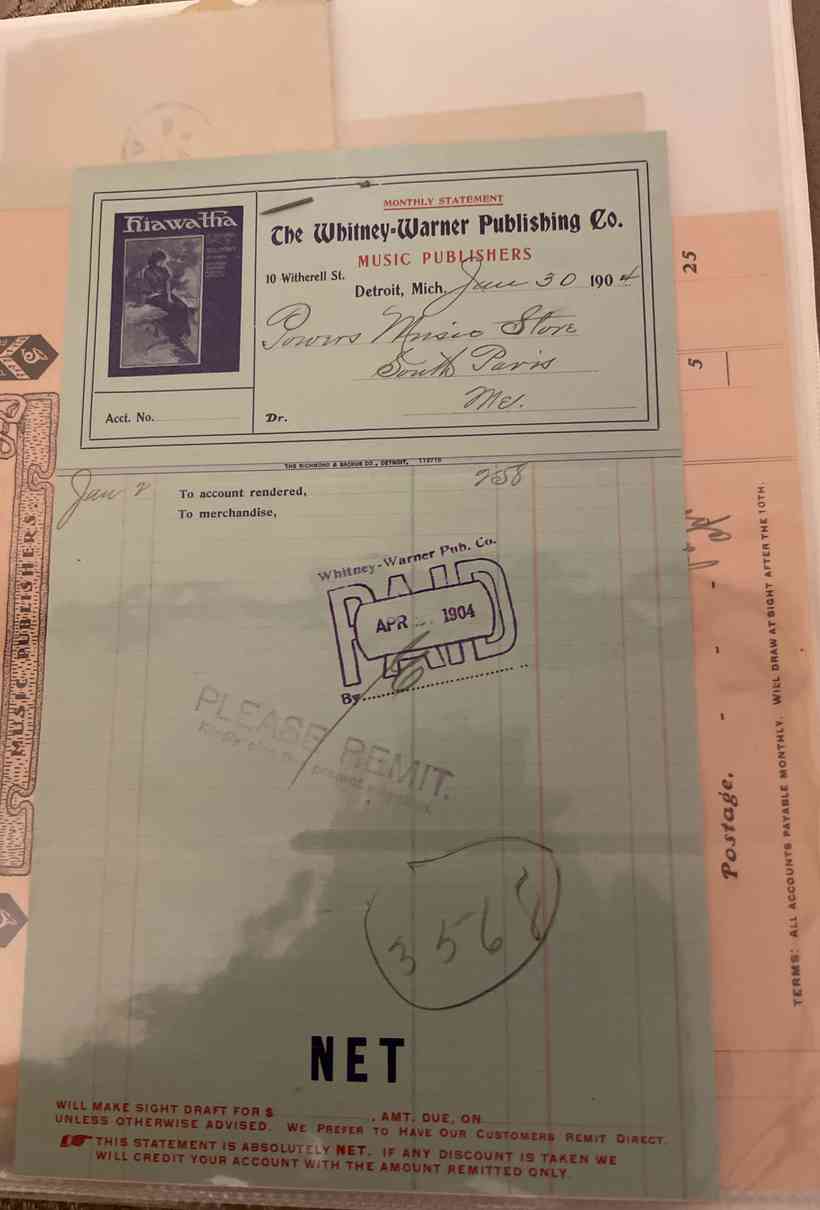 Hiawatha
MONTHLY STATEMENT
The Whitney-Warner Publishing Co.
MUSIC PUBLISHERS
10 Witherell St.
Detroit, Mich. Jan 30 1904
Powers Music Store
South Paris
Me.
Acct. No.
Dr.
THE RICHMOND & BACKUS CO., DETROIT,
Jan 2 To account rendered, 258
To merchandise,
Whitney-Warner Pub. Co.
PAID
APR 1904
By
PLEASE REMIT.
3568
NET
WILL MAKE SIGHT DRAFT FOR $ , AMT. DUE, ON
UNLESS OTHERWISE ADVISED. WE PREFER TO HAVE OUR CUSTOMERS REMIT DIRECT.
THIS STATEMENT IS ABSOLUTELY NET. IF ANY DISCOUNT IS TAKEN WE
WILL CREDIT YOUR ACCOUNT WITH THE AMOUNT REMITTED ONLY.
MUSIC PUBLISHERS
25
5
Postage.
TERMS: ALL ACCOUNTS PAYABLE MONTHLY. WILL DRAW AT SIGHT AFTER THE 10TH.